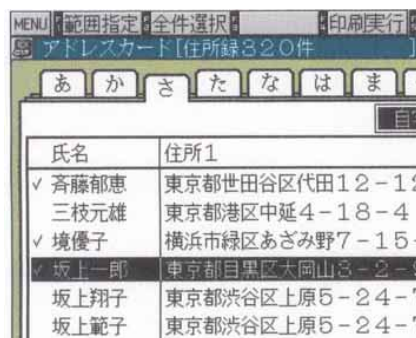 MENU 範囲指定 全件選択 印刷実行
アドレスカード[住所録320件 ]
あ か さ た な は ま
氏名 住所1
✓ 斉藤郁恵 東京都世田谷区代田12-1
三枝元雄 東京都港区中延4-18-4
✓ 境優子 横浜市緑区あざみ野7-15
✓ 坂上一郎 東京都目黒区大岡山3-2-
坂上翔子 東京都渋谷区上原5-24-
坂上範子 東京都渋谷区上原5-24-